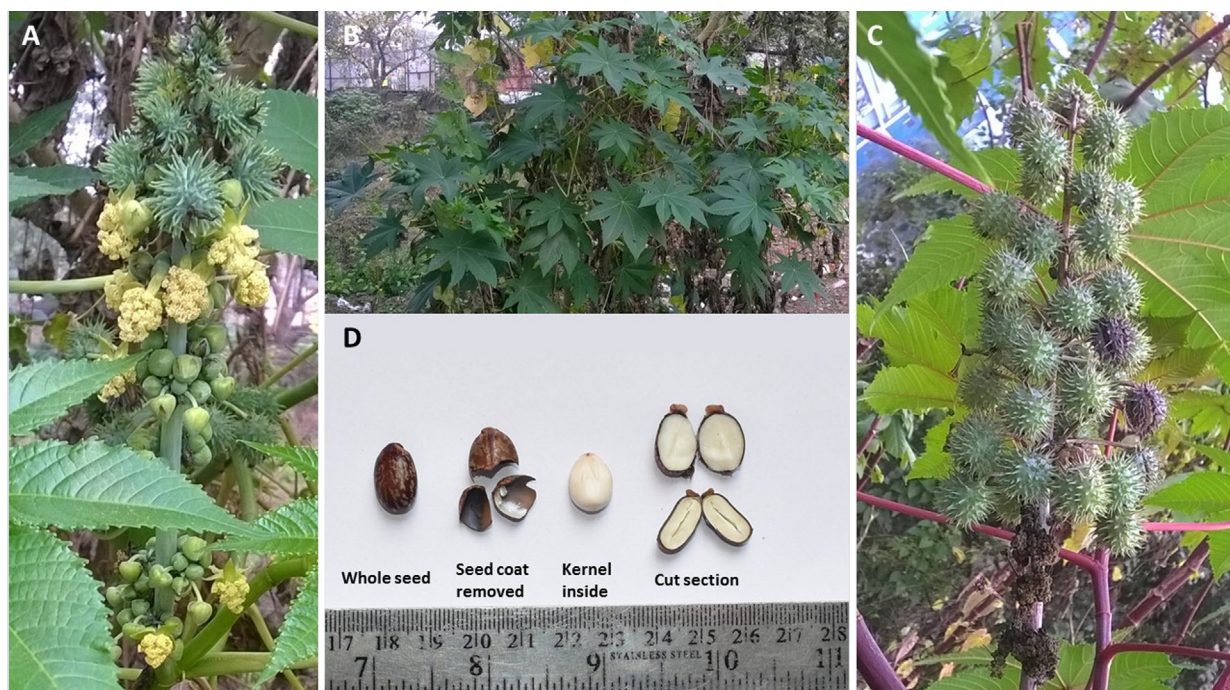 A
B
C
D
Whole seed
Seed coat
removed
Kernel
inside
Cut section
17 18 19 20 21 22 23 24 25 26 27 28
STAINLESS STEEL
7 8 9 10 11